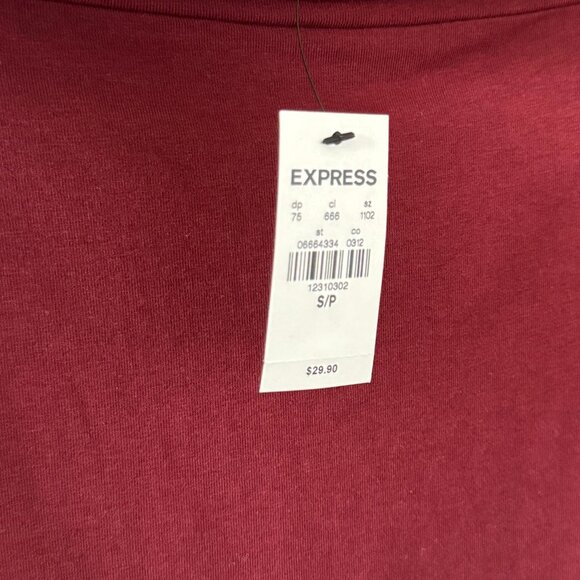 EXPRESS
dp cl sz
75 666 1102
st co
06664334 0312
12310302
S/P
$29.90